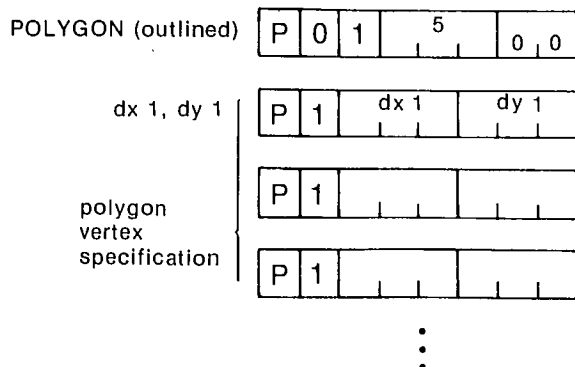 POLYGON (outlined) P 0 1 5 0 0
dx 1, dy 1 P 1 dx 1 dy 1
P 1
polygon
vertex
specification
P 1